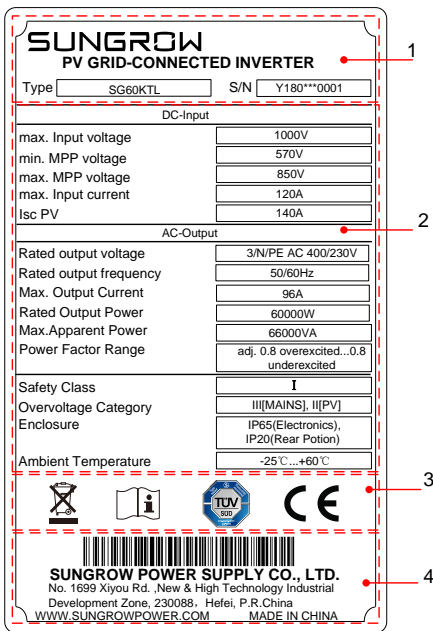 SUNGROW
PV GRID-CONNECTED INVERTER
1
Type SG60KTL S/N Y180***0001
DC-Input
max. Input voltage 1000V
min. MPP voltage 570V
max. MPP voltage 850V
max. Input current 120A
Isc PV 140A
2
AC-Output
Rated output voltage 3/N/PE AC 400/230V
Rated output frequency 50/60Hz
Max. Output Current 96A
Rated Output Power 60000W
Max.Apparent Power 66000VA
Power Factor Range adj. 0.8 overexcited...0.8
underexcited
Safety Class I
Overvoltage Category III[MAINS], II[PV]
Enclosure IP65(Electronics),
IP20(Rear Potion)
Ambient Temperature -25℃...+60℃
3
i
TÜV
SÜD
CE
SUNGROW POWER SUPPLY CO., LTD.
4
No. 1699 Xiyou Rd. ,New & High Technology Industrial
Development Zone, 230088, Hefei, P.R.China
WWW.SUNGROWPOWER.COM MADE IN CHINA